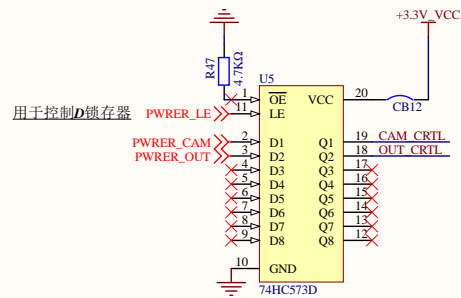 +3.3V_VCC
R47
4.7KΩ
U5
1
OE
VCC
20
CB12
用于控制D锁存器
PWRER_LE
11
LE
PWRER_CAM
2
D1
Q1
19
CAM_CRTL
PWRER_OUT
3
D2
Q2
18
OUT_CRTL
4
D3
Q3
17
5
D4
Q4
16
6
D5
Q5
15
7
D6
Q6
14
8
D7
Q7
13
9
D8
Q8
12
10
GND
74HC573D